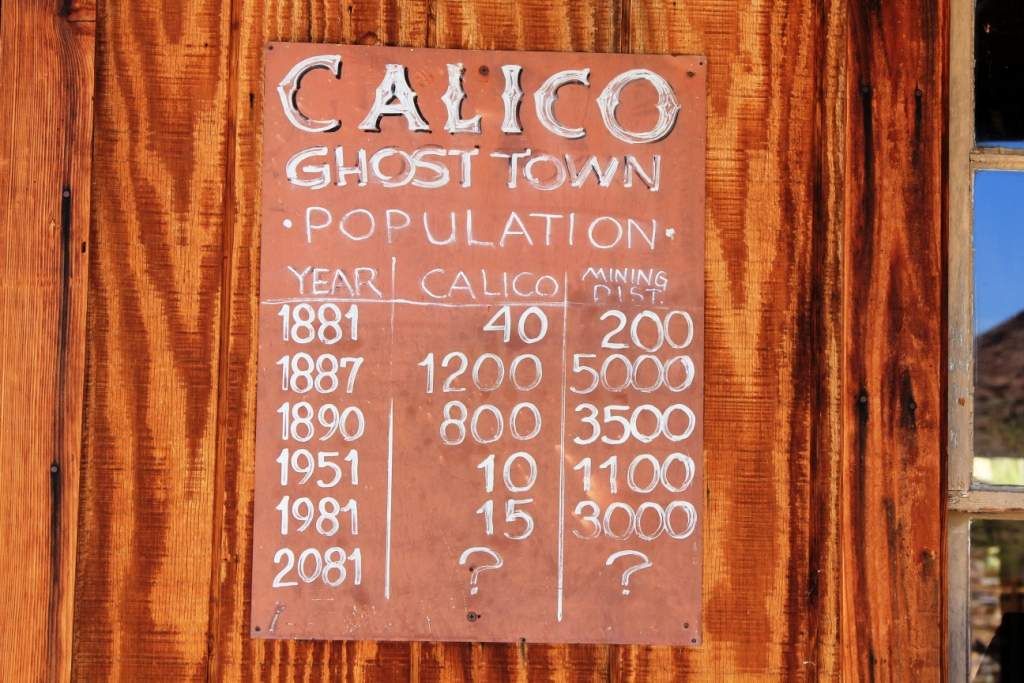 CALICO
GHOST TOWN
· POPULATION ·
YEAR CALICO MINING DIST.
1881 40 200
1887 1200 5000
1890 800 3500
1951 10 1100
1981 15 3000
2081 ? ?